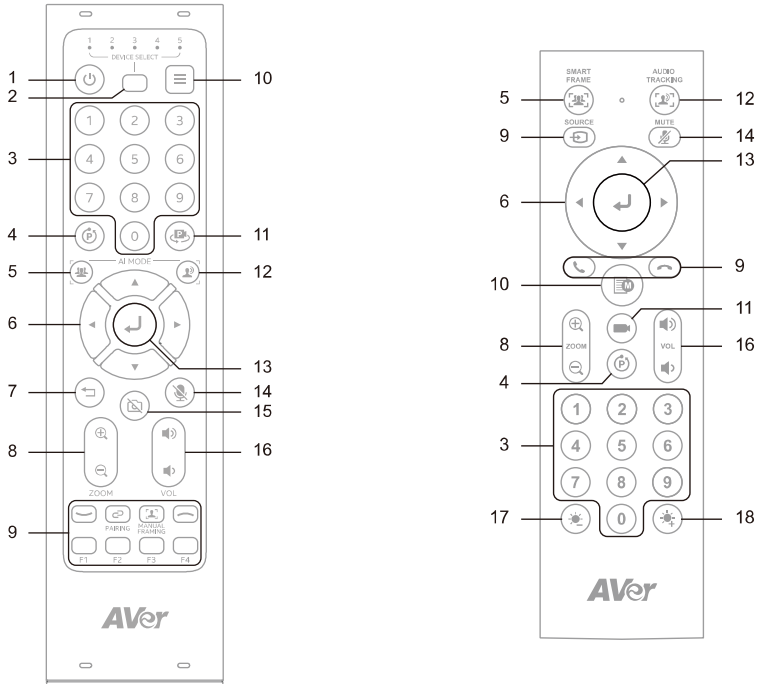 1 2 3 4 5
DEVICE SELECT
1
2
10
1 2 3
3
4 5 6
7 8 9
4
P
0
P
11
AI MODE
5
12
6
13
7
14
15
8
16
ZOOM
VOL
9
PAIRING
MANUAL FRAMING
F1 F2 F3 F4
AVer
SMART FRAME
AUDIO TRACKING
5
12
SOURCE
MUTE
9
14
13
6
9
10
M
11
8
ZOOM
VOL
16
4
P
1 2 3
3
4 5 6
7 8 9
17
0
18
AVer